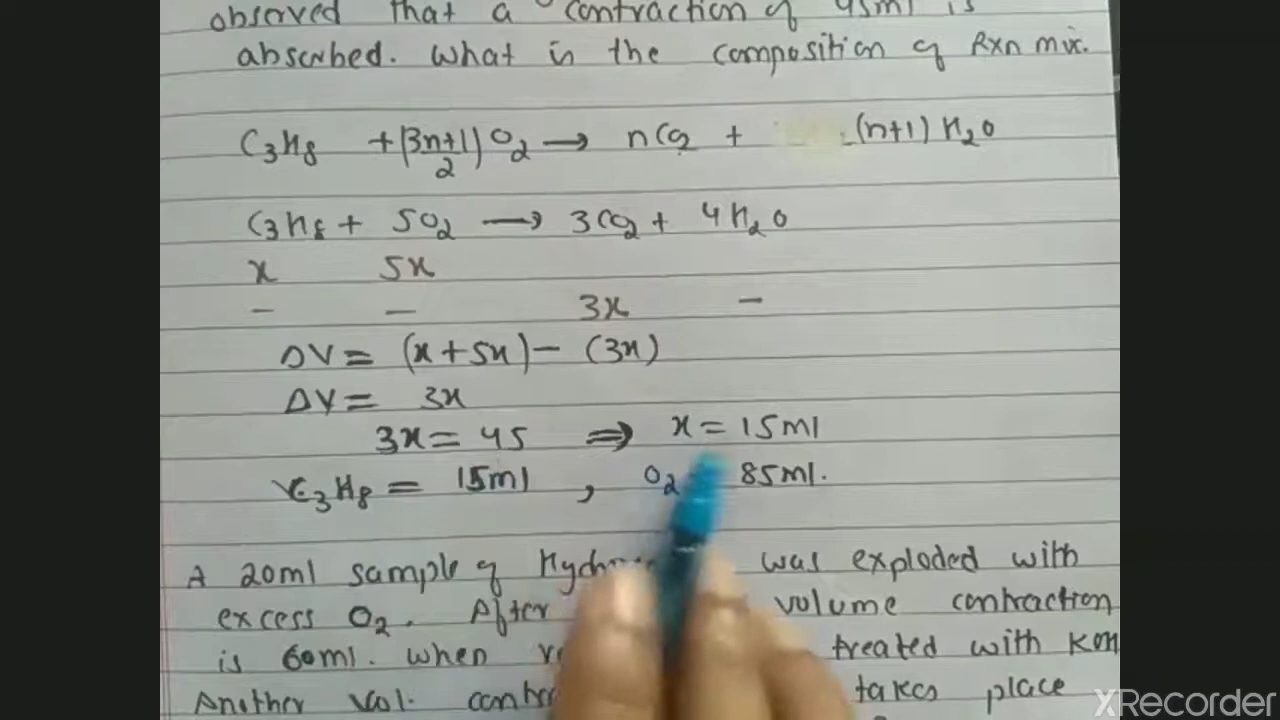 observed that a contraction of 45ml is
absorbed. What is the composition of Rxn mix.
C₃H₈ + (3n+1)/2 O₂ → nCO₂ + (n+1) H₂O
C₃H₈ + 5O₂ → 3CO₂ + 4H₂O
x 5x
- - 3x -
ΔV = (x + 5x) - (3x)
ΔV = 3x
3x = 45 ⇒ x = 15ml
VC₃H₈ = 15ml , O₂ 85ml.
A 20ml sample of was exploded with
excess O₂. After volume contraction
is 60ml. When treated with KOH
Another Vol. takes place
XRecorder